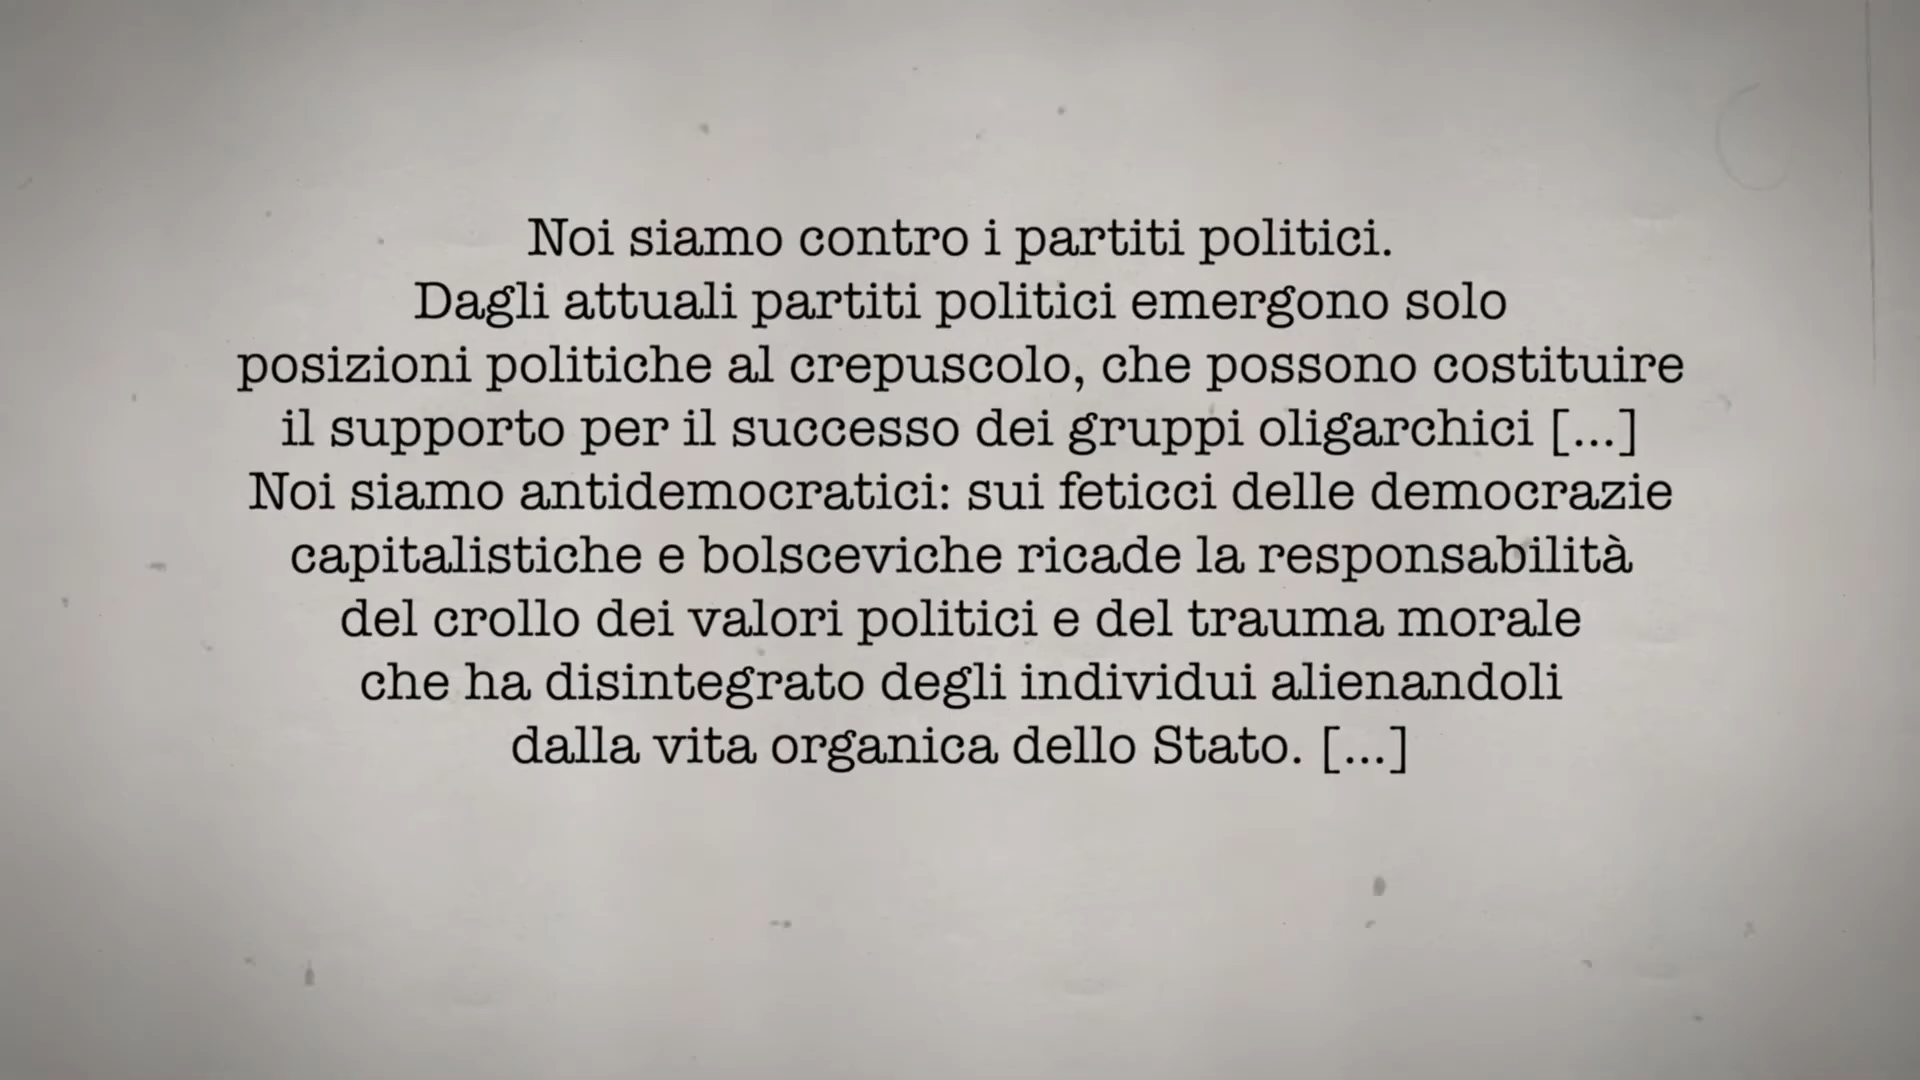 Noi siamo contro i partiti politici.
Dagli attuali partiti politici emergono solo
posizioni politiche al crepuscolo, che possono costituire
il supporto per il successo dei gruppi oligarchici [...]
Noi siamo antidemocratici: sui feticci delle democrazie
capitalistiche e bolsceviche ricade la responsabilità
del crollo dei valori politici e del trauma morale
che ha disintegrato degli individui alienandoli
dalla vita organica dello Stato. [...]